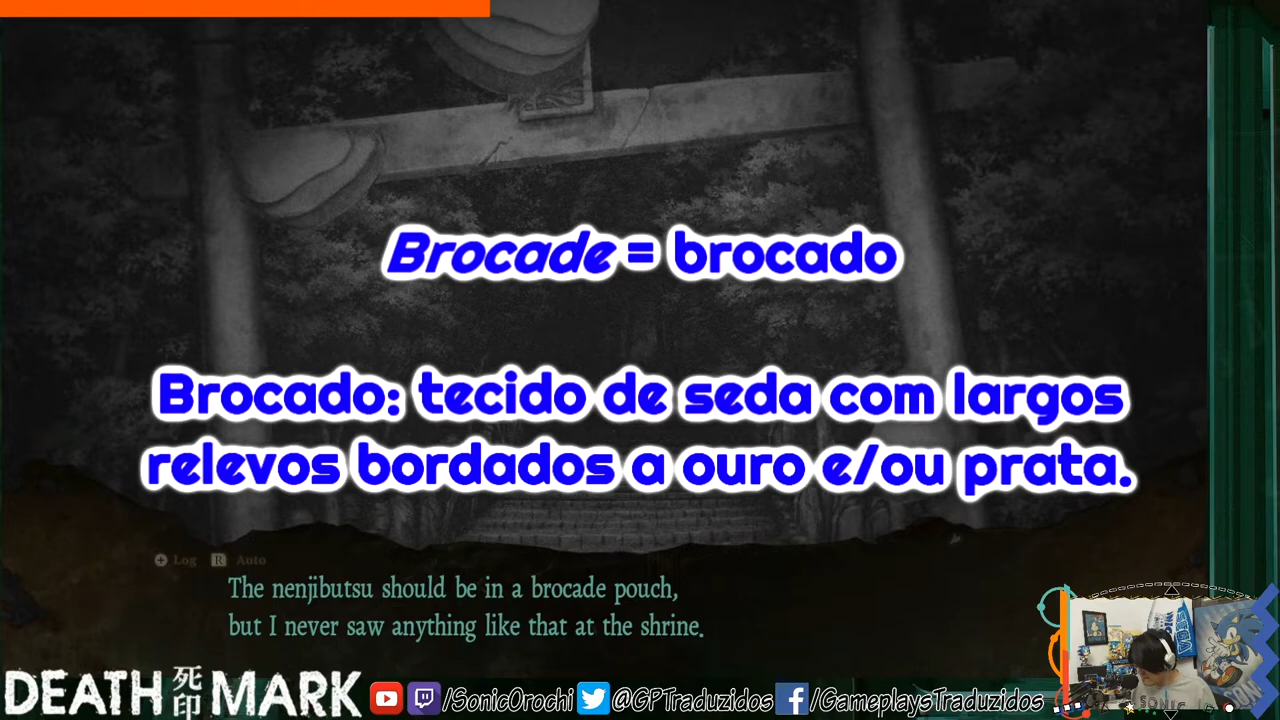 Brocade = brocado
Brocado: tecido de seda com largos
relevos bordados a ouro e/ou prata.
+ Log R Auto
The nenjibutsu should be in a brocade pouch,
but I never saw anything like that at the shrine.
DEATH 死印 MARK /SonicOrochi @GPTraduzidos /GameplaysTraduzidos